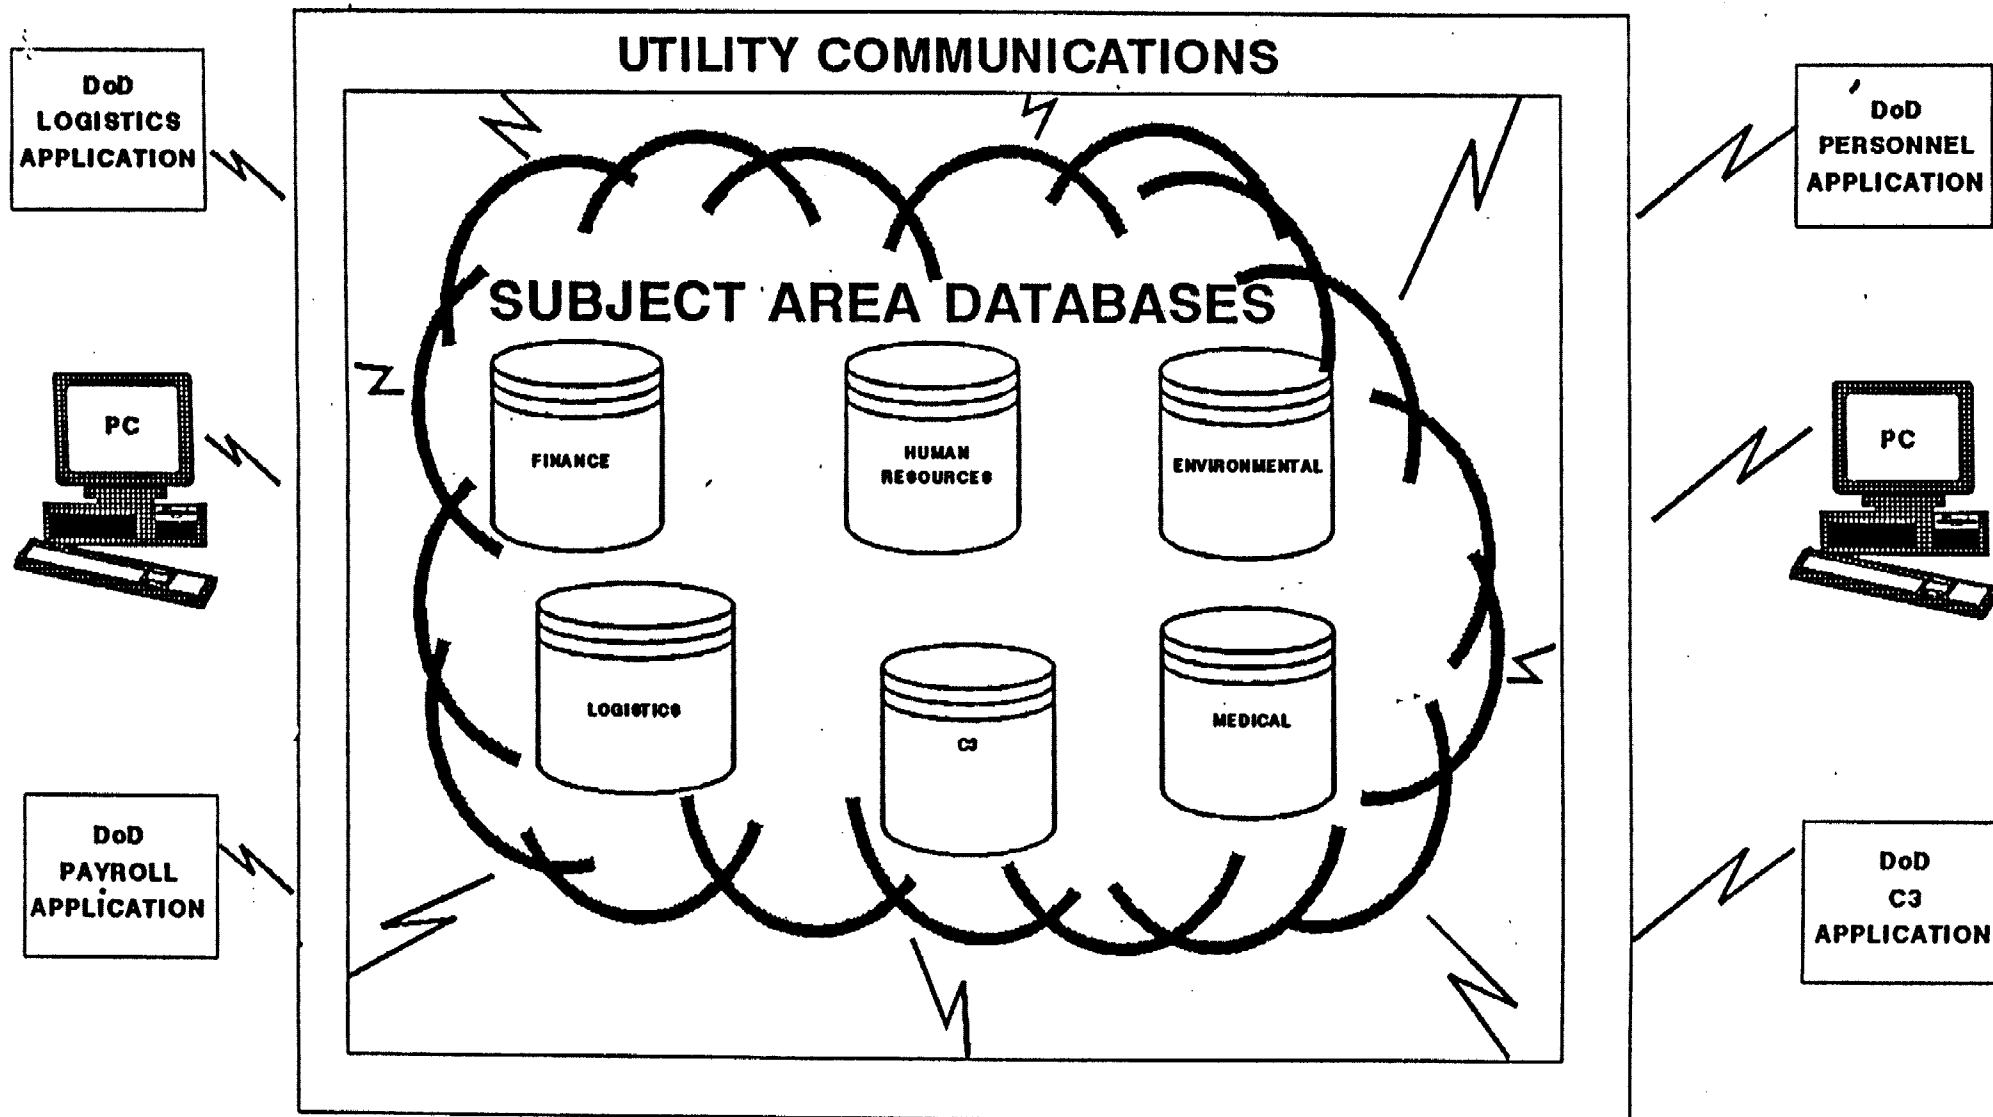 UTILITY COMMUNICATIONS
DoD
LOGISTICS
APPLICATION
DoD
PERSONNEL
APPLICATION
SUBJECT AREA DATABASES
PC
PC
FINANCE
HUMAN
RESOURCES
ENVIRONMENTAL
LOGISTICS
C3
MEDICAL
DoD
PAYROLL
APPLICATION
DoD
C3
APPLICATION